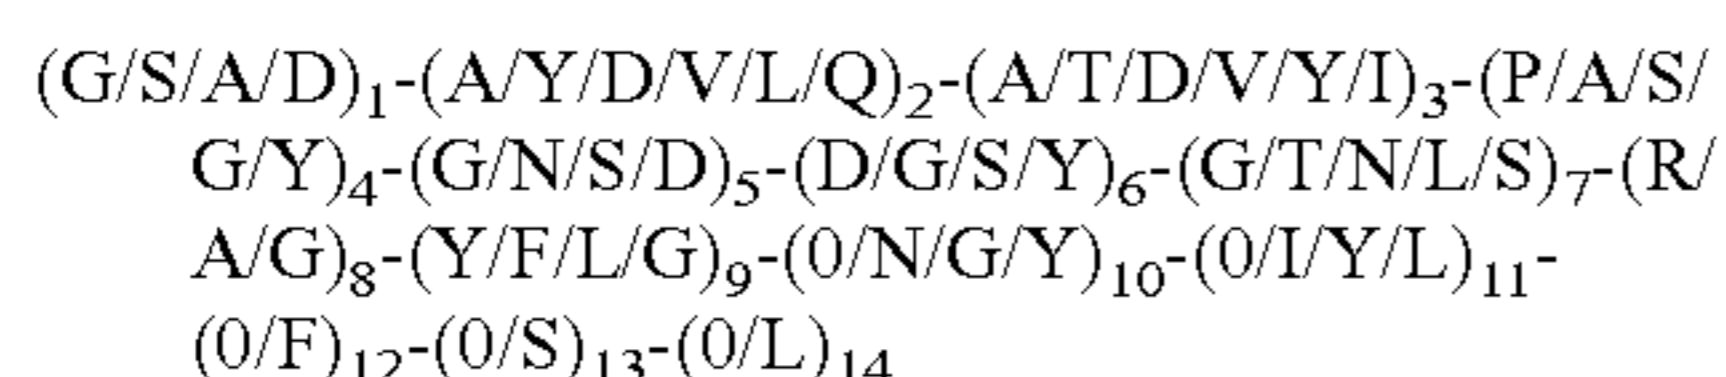 (G/S/A/D)₁-(A/Y/D/V/L/Q)₂-(A/T/D/V/Y/I)₃-(P/A/S/
G/Y)₄-(G/N/S/D)₅-(D/G/S/Y)₆-(G/T/N/L/S)₇-(R/
A/G)₈-(Y/F/L/G)₉-(0/N/G/Y)₁₀-(0/I/Y/L)₁₁-
(0/F)₁₂-(0/S)₁₃-(0/L)₁₄